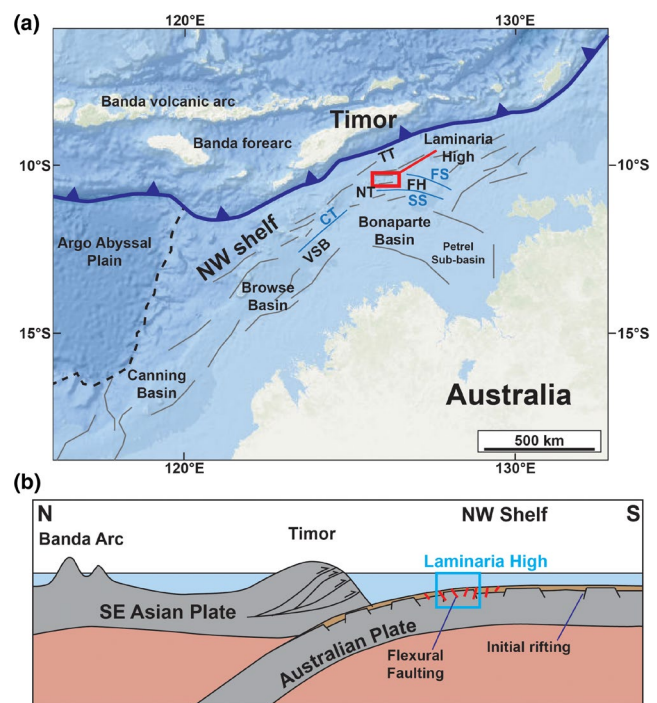 (a)
120°E
130°E
Banda volcanic arc
Timor
Banda forearc
Laminaria
High
TT
10°S
10°S
FS
NT
FH
SS
CT
NW shelf
Bonaparte
Basin
Argo Abyssal
Plain
VSB
Petrel
Sub-basin
Browse
Basin
15°S
15°S
Canning
Basin
Australia
500 km
120°E
130°E
(b)
N
NW Shelf
S
Banda Arc
Timor
Laminaria High
SE Asian Plate
Australian Plate
Flexural
Faulting
Initial rifting